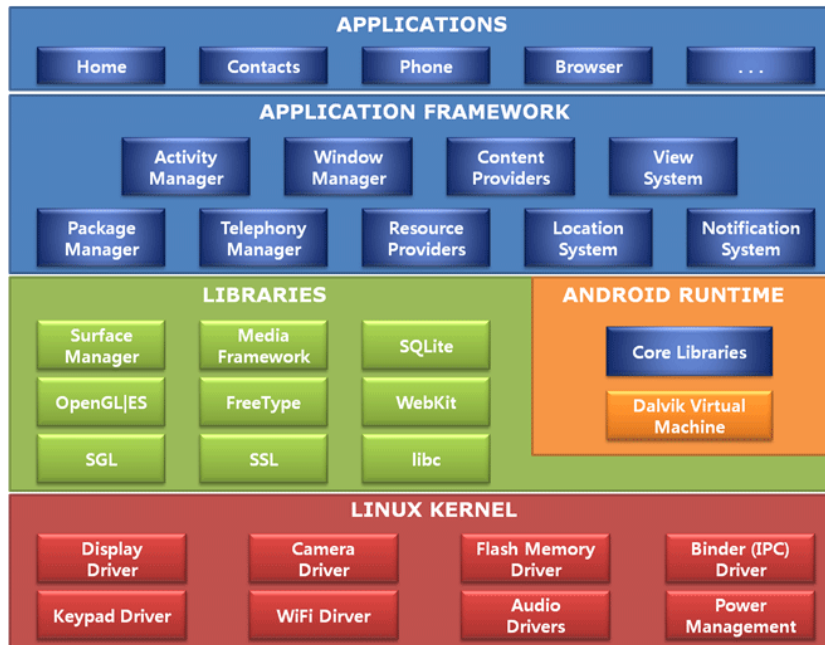 APPLICATIONS
Home
Contacts
Phone
Browser
. . .
APPLICATION FRAMEWORK
Activity
Manager
Window
Manager
Content
Providers
View
System
Package
Manager
Telephony
Manager
Resource
Providers
Location
System
Notification
System
LIBRARIES
Surface
Manager
Media
Framework
SQLite
OpenGL|ES
FreeType
WebKit
SGL
SSL
libc
ANDROID RUNTIME
Core Libraries
Dalvik Virtual
Machine
LINUX KERNEL
Display
Driver
Camera
Driver
Flash Memory
Driver
Binder (IPC)
Driver
Keypad Driver
WiFi Dirver
Audio
Drivers
Power
Management